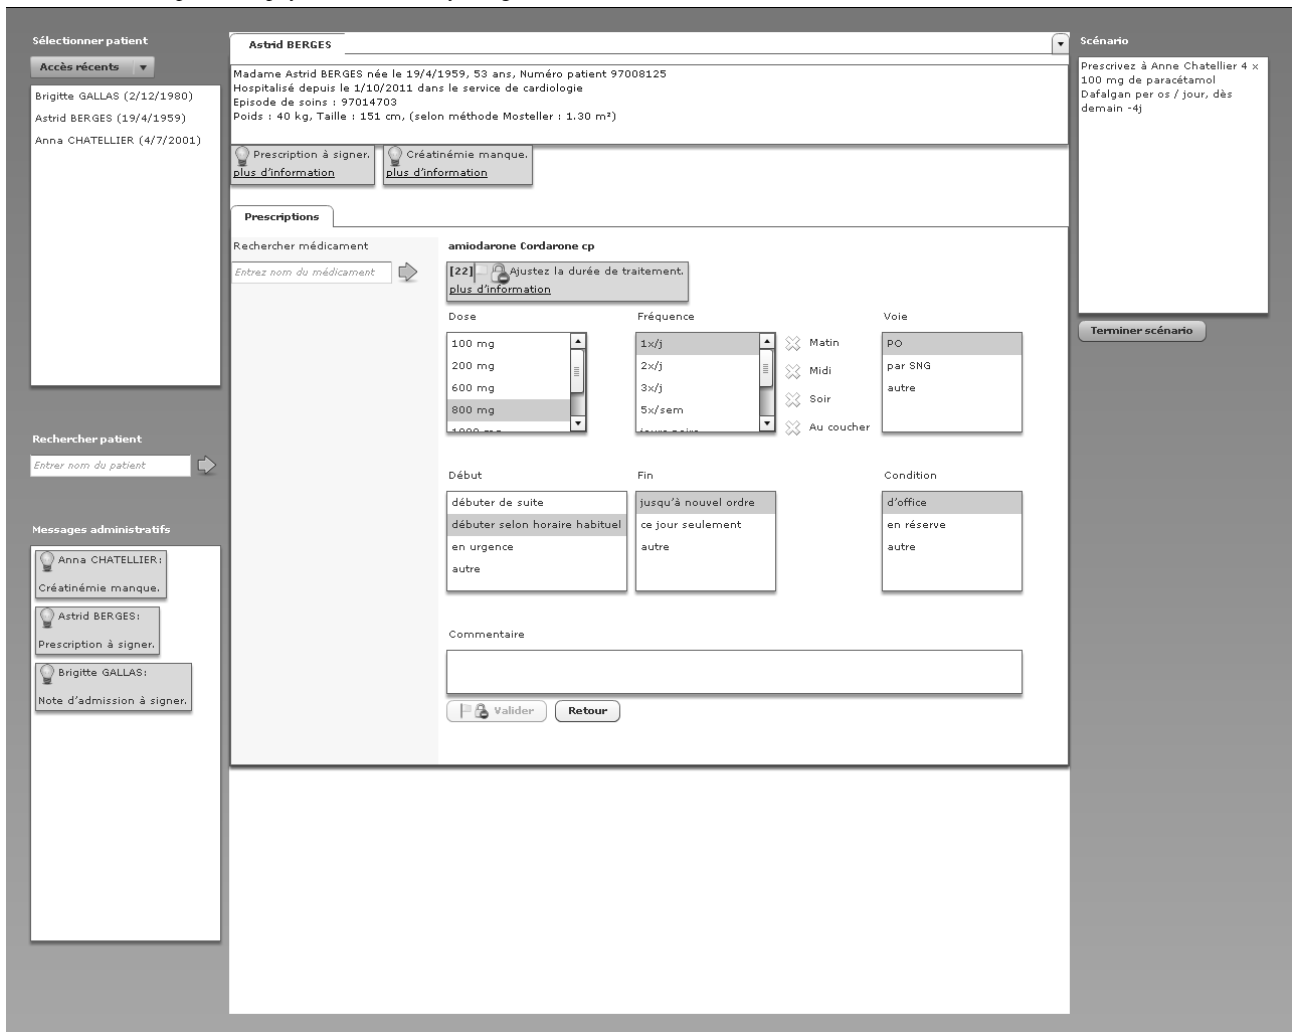 Sélectionner patient
Accès récents
Brigitte GALLAS (2/12/1980)
Astrid BERGES (19/4/1959)
Anna CHATELLIER (4/7/2001)
Rechercher patient
Entrer nom du patient
Messages administratifs
Anna CHATELLIER:
Créatinémie manque.
Astrid BERGES:
Prescription à signer.
Brigitte GALLAS:
Note d'admission à signer.
Astrid BERGES
Madame Astrid BERGES née le 19/4/1959, 53 ans, Numéro patient 97008125
Hospitalisé depuis le 1/10/2011 dans le service de cardiologie
Episode de soins : 97014703
Poids : 40 kg, Taille : 151 cm, (selon méthode Mosteller : 1.30 m²)
Prescription à signer.
plus d'information
Créatinémie manque.
plus d'information
Prescriptions
Rechercher médicament
Entrez nom du médicament
amiodarone Cordarone cp
[22] Ajustez la durée de traitement.
plus d'information
Dose
100 mg
200 mg
600 mg
800 mg
Fréquence
1x/j
2x/j
3x/j
5x/sem
Matin
Midi
Soir
Au coucher
Voie
PO
par SNG
autre
Début
débuter de suite
débuter selon horaire habituel
en urgence
autre
Fin
jusqu'à nouvel ordre
ce jour seulement
autre
Condition
d'office
en réserve
autre
Commentaire
Valider
Retour
Scénario
Prescrivez à Anne Chatellier 4 x
100 mg de paracétamol
Dafalgan per os / jour, dès
demain -4j
Terminer scénario